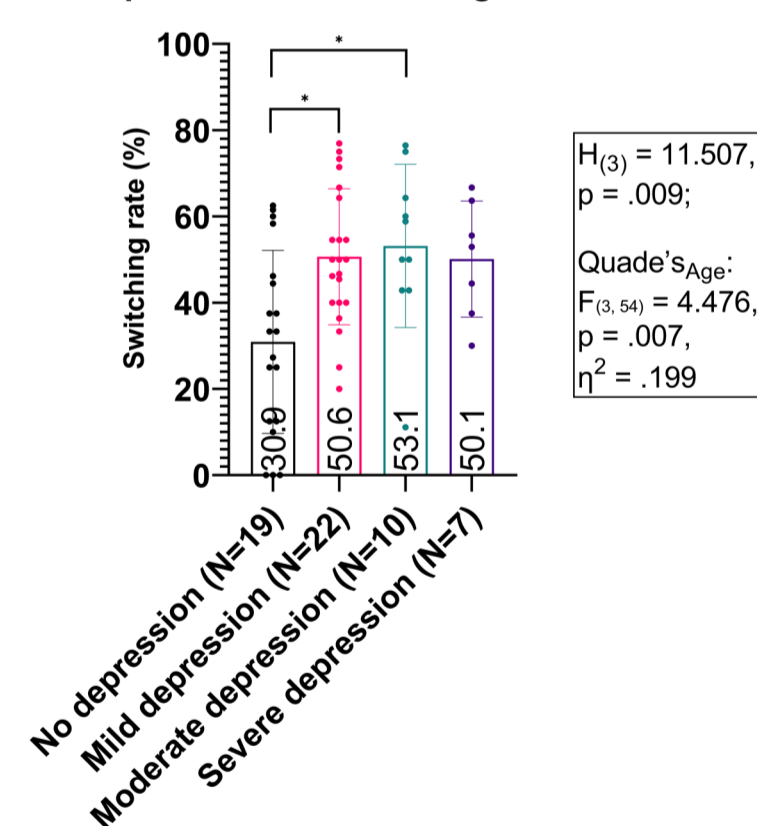 *
*
100
80
60
40
20
0
Switching rate (%)
30.9
50.6
53.1
50.1
No depression (N=19)
Mild depression (N=22)
Moderate depression (N=10)
Severe depression (N=7)
H(3) = 11.507,
p = .009;
Quade'sAge:
F(3, 54) = 4.476,
p = .007,
η² = .199